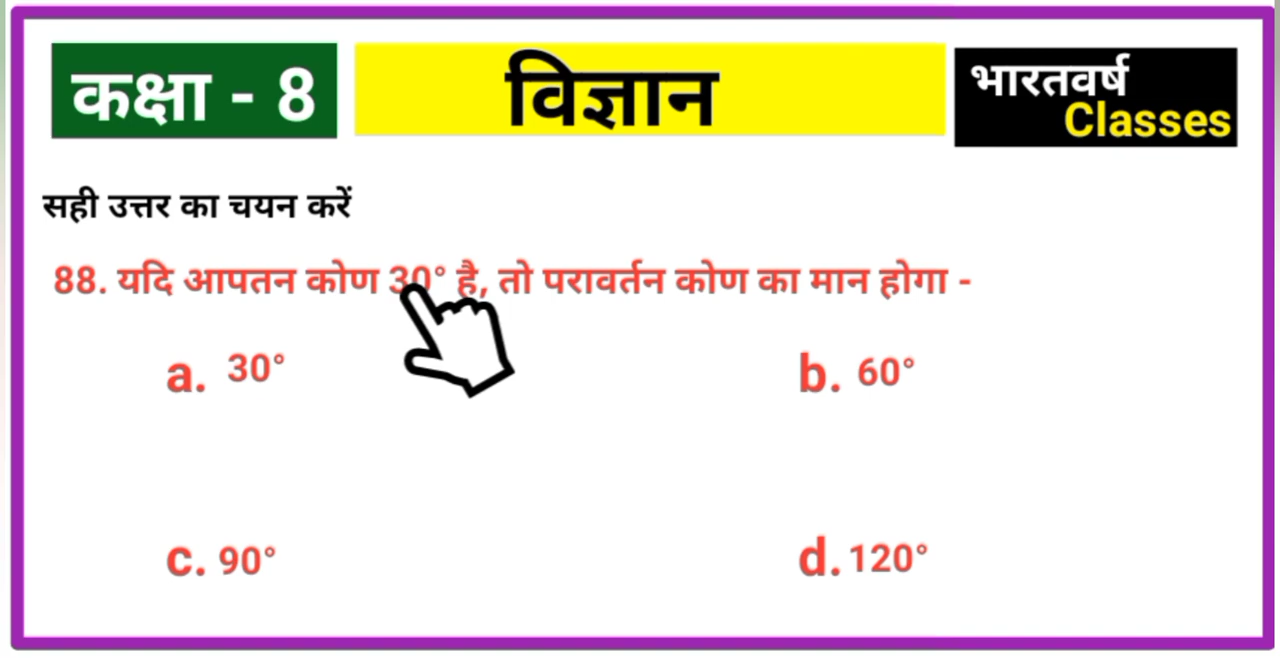 कक्षा - 8
विज्ञान
भारतवर्ष
Classes
सही उत्तर का चयन करें
88. यदि आपतन कोण 30° है, तो परावर्तन कोण का मान होगा -
a. 30°
b. 60°
c. 90°
d. 120°